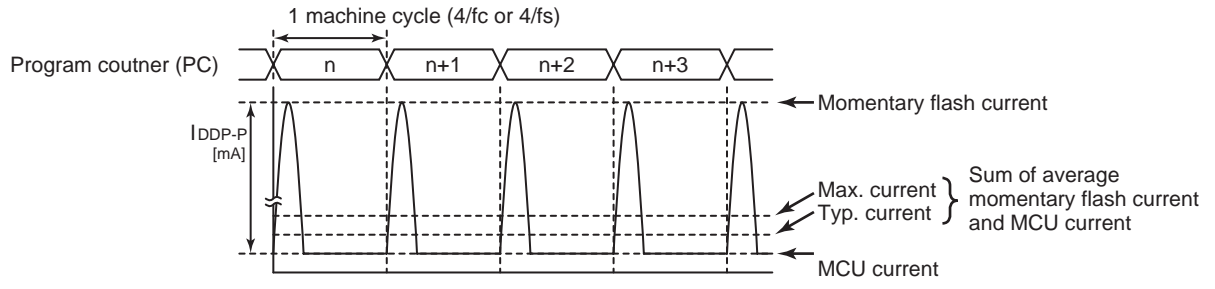 1 machine cycle (4/fc or 4/fs)
Program coutner (PC)
n
n+1
n+2
n+3
Momentary flash current
IDDP-P
[mA]
Max. current
Typ. current
Sum of average
momentary flash current
and MCU current
MCU current